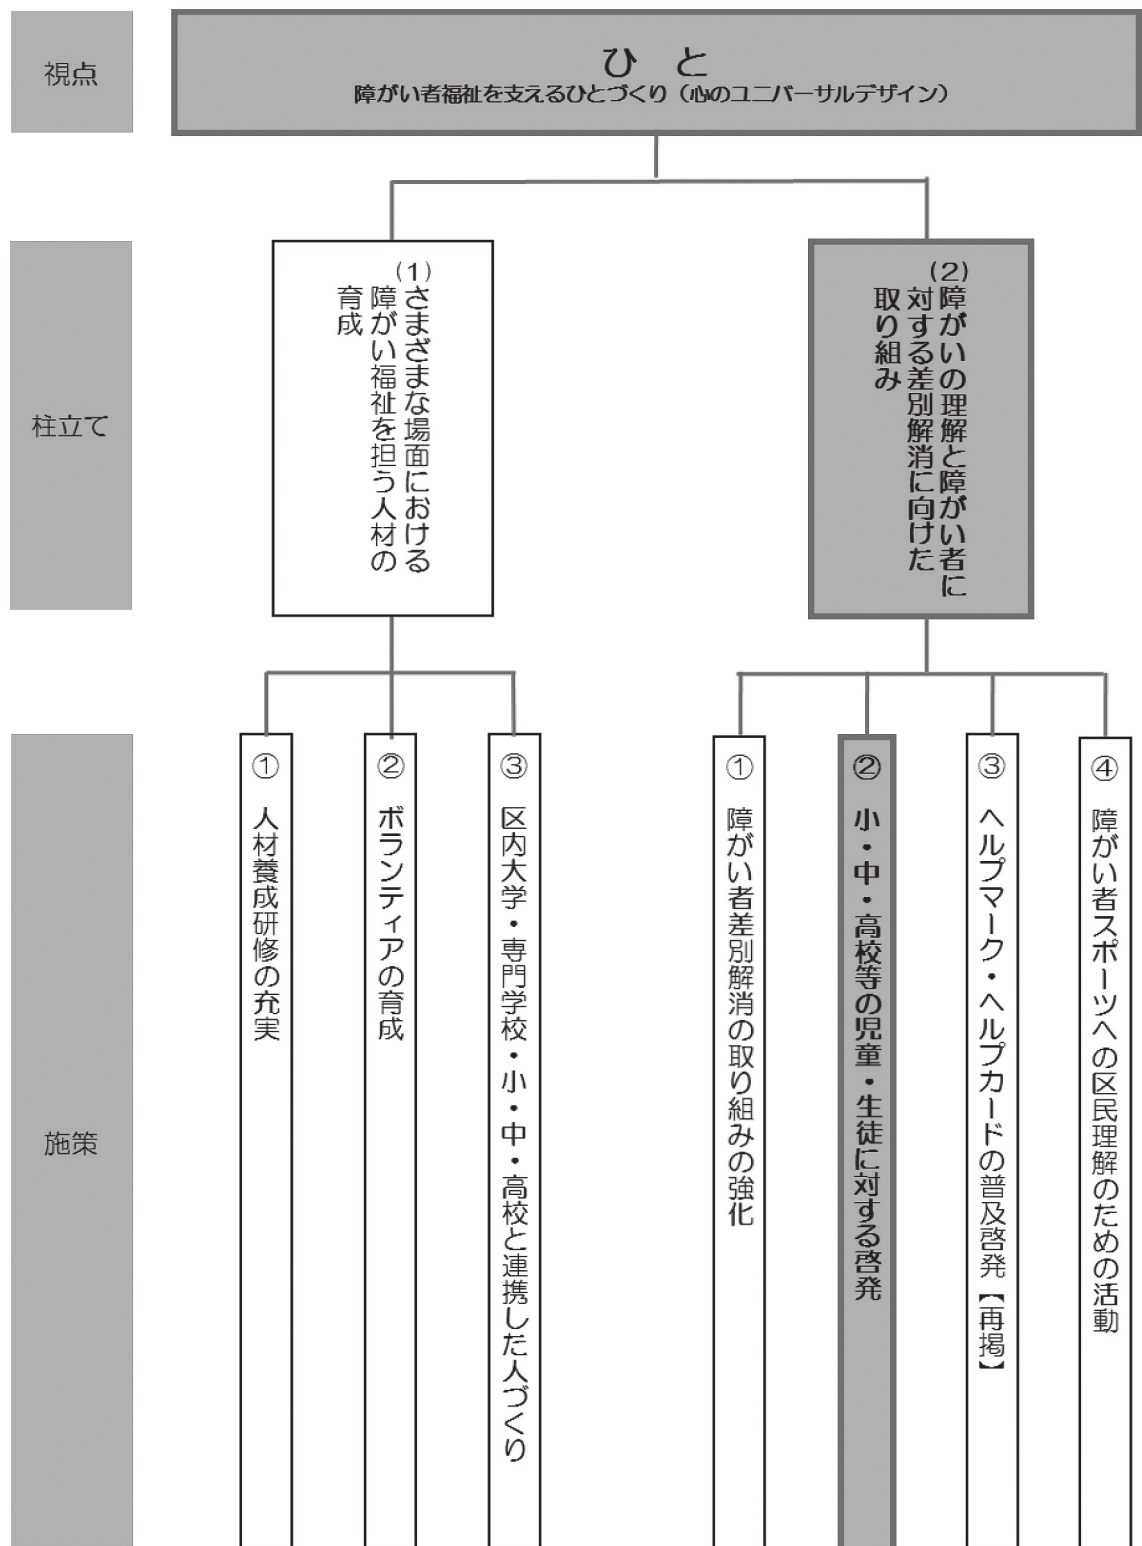 視点
ひと
障がい者福祉を支えるひとづくり（心のユニバーサルデザイン）
柱立て
(1)さまざまな場面における
障がい福祉を担う人材の
育成
(2)障がいの理解と障がい者に
対する差別解消に向けた
取り組み
施策
① 人材養成研修の充実
② ボランティアの育成
③ 区内大学・専門学校・小・中・高校と連携した人づくり
① 障がい者差別解消の取り組みの強化
② 小・中・高校等の児童・生徒に対する啓発
③ ヘルプマーク・ヘルプカードの普及啓発【再掲】
④ 障がい者スポーツへの区民理解のための活動